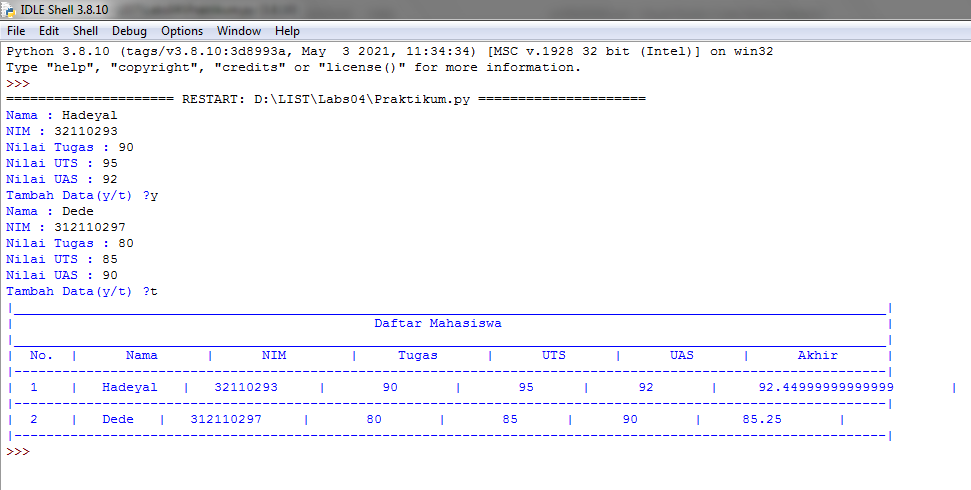 IDLE Shell 3.8.10
File Edit Shell Debug Options Window Help
Python 3.8.10 (tags/v3.8.10:3d8993a, May  3 2021, 11:34:34) [MSC v.1928 32 bit (Intel)] on win32
Type "help", "copyright", "credits" or "license()" for more information.
>>>
===================== RESTART: D:\LIST\Labs04\Praktikum.py =====================
Nama : Hadeyal
NIM : 32110293
Nilai Tugas : 90
Nilai UTS : 95
Nilai UAS : 92
Tambah Data(y/t) ?y
Nama : Dede
NIM : 312110297
Nilai Tugas : 80
Nilai UTS : 85
Nilai UAS : 90
Tambah Data(y/t) ?t
|_____________________________________________________________________________________________________________|
|                                             Daftar Mahasiswa                                                |
|_____________________________________________________________________________________________________________|
|  No.  |      Nama      |      NIM        |     Tugas      |      UTS      |      UAS     |      Akhir      |
|-------------------------------------------------------------------------------------------------------------|
|  1    |   Hadeyal   |   32110293     |       90       |       95      |     92       |     92.44999999999999       |
|-------------------------------------------------------------------------------------------------------------|
|  2    |   Dede   |   312110297     |       80       |       85      |      90       |     85.25       |
|-------------------------------------------------------------------------------------------------------------|
>>>